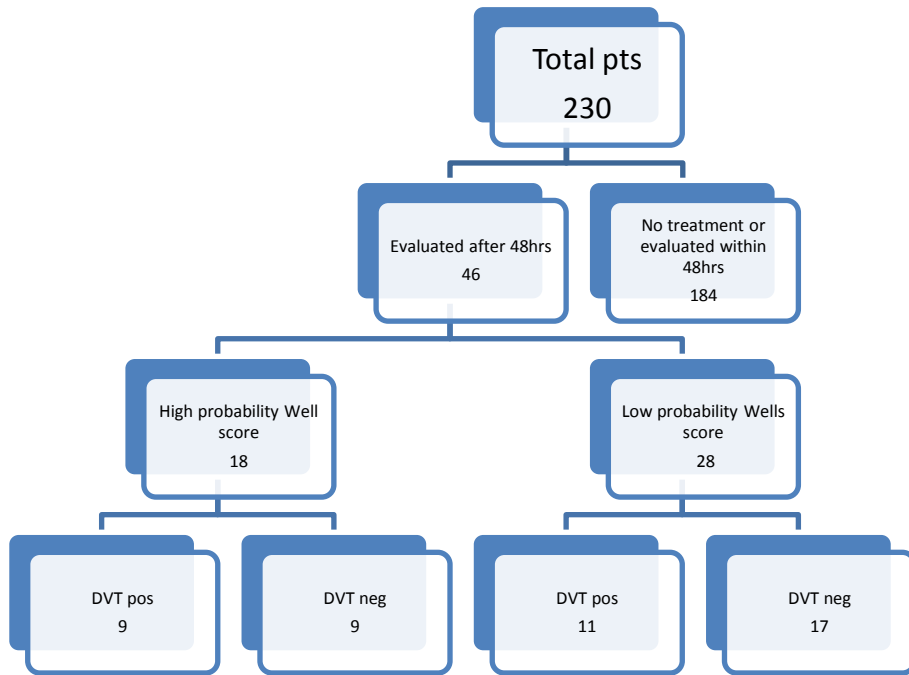 Total pts
230
Evaluated after 48hrs
46
No treatment or
evaluated within
48hrs
184
High probability Well
score
18
Low probability Wells
score
28
DVT pos
9
DVT neg
9
DVT pos
11
DVT neg
17